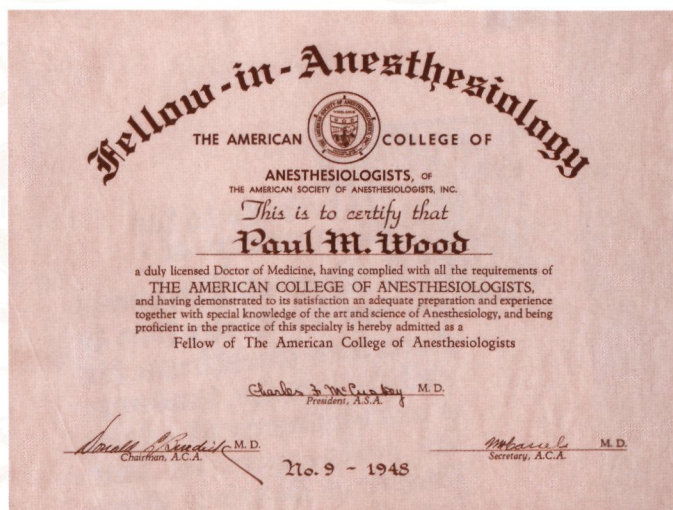 Fellow-in-Anesthesiology
THE AMERICAN COLLEGE OF
ANESTHESIOLOGISTS, OF
THE AMERICAN SOCIETY OF ANESTHESIOLOGISTS, INC.
This is to certify that
Paul M. Wood
a duly licensed Doctor of Medicine, having complied with all the requirements of
THE AMERICAN COLLEGE OF ANESTHESIOLOGISTS,
and having demonstrated to its satisfaction an adequate preparation and experience
together with special knowledge of the art and science of Anesthesiology, and being
proficient in the practice of this specialty is hereby admitted as a
Fellow of The American College of Anesthesiologists
Charles F. McCuskey M. D.
President, A.S.A.
Donald L. Burdick M. D.
Chairman, A.C.A.
M. D.
Secretary, A.C.A.
No. 9 - 1948